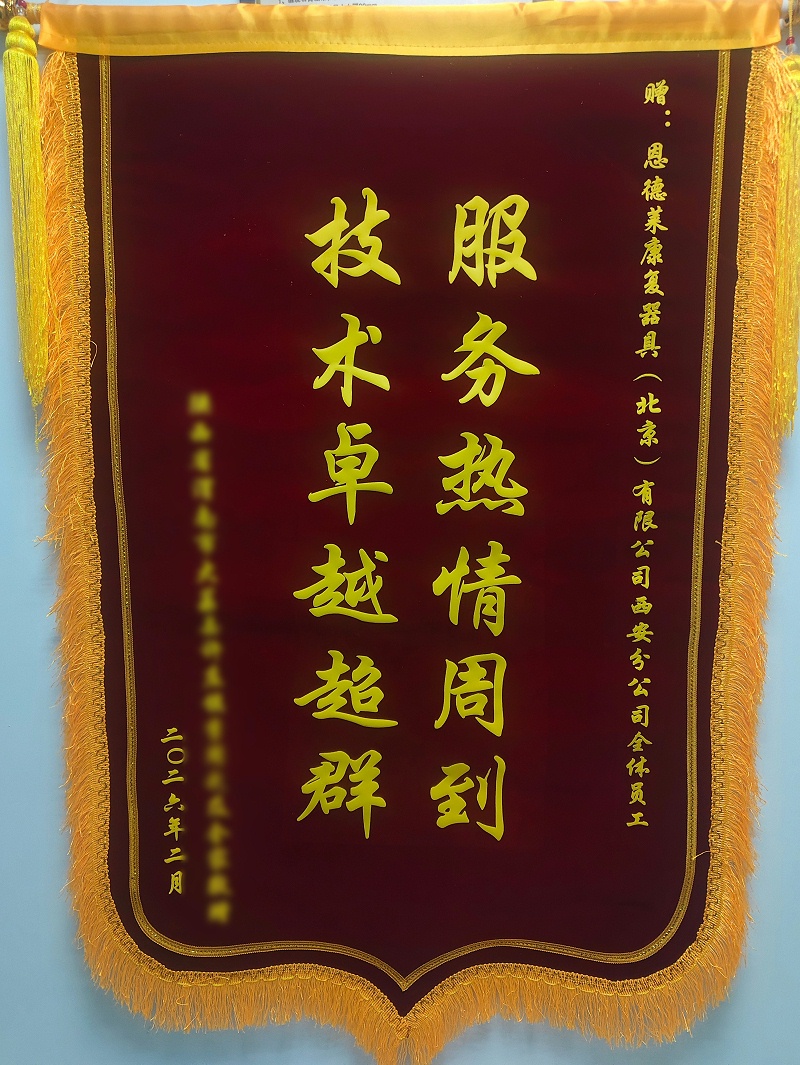 赠：恩德莱康复器具（北京）有限公司西安分公司全体员工
服务热情周到
技术卓越超群
二〇二六年二月